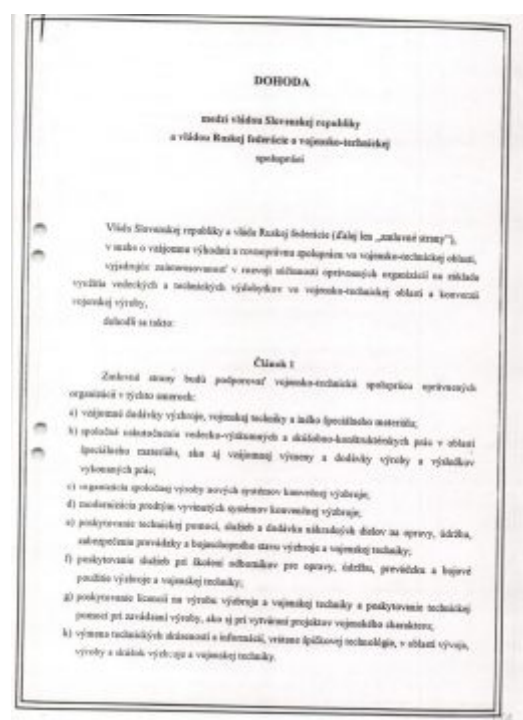 DOHODA
medzi vládou Slovenskej republiky
a vládou Ruskej federácie o vojensko-technickej
spolupráci
Vláda Slovenskej republiky a vláda Ruskej federácie (ďalej len „zmluvné strany“),
v snahe o vzájomne výhodnú a rovnoprávnu spoluprácu vo vojensko-technickej oblasti,
vyjadrujúc zainteresovanosť v rozvoji súčinnosti oprávnených organizácií na základe
využitia vedeckých a technických výdobytkov vo vojensko-technickej oblasti a konverzii
vojenskej výroby,
dohodli sa takto:
Článok 1
Zmluvné strany budú podporovať vojensko-technickú spoluprácu oprávnených
organizácií v týchto smeroch:
a) vzájomné dodávky výzbroje, vojenskej techniky a iného špeciálneho materiálu;
b) spoločné uskutočnenie vedecko-výskumných a skúšobno-konštruktérskych prác v oblasti
špeciálneho materiálu, ako aj vzájomnej výmeny a dodávky výroby a výsledkov
vykonaných prác;
c) organizácia spoločnej výroby nových systémov konvenčnej výzbroje;
d) modernizácia predtým vyvinutých systémov konvenčnej výzbroje;
e) poskytovanie technickej pomoci, služieb a dodávka náhradných dielov na opravy, údržbu,
zabezpečenie prevádzky a bojaschopného stavu výzbroje a vojenskej techniky;
f) poskytovanie služieb pri školení odborníkov pre opravy, údržbu, prevádzku a bojové
použitie výzbroje a vojenskej techniky;
g) poskytovanie licencií na výrobu výzbroje a vojenskej techniky a poskytovanie technickej
pomoci pri zavádzaní výroby, ako aj pri vytváraní projektov vojenského charakteru;
h) výmena technických skúseností a informácií, vrátane špičkovej technológie, v oblasti vývoja,
výroby a skúšok výzbroje a vojenskej techniky.